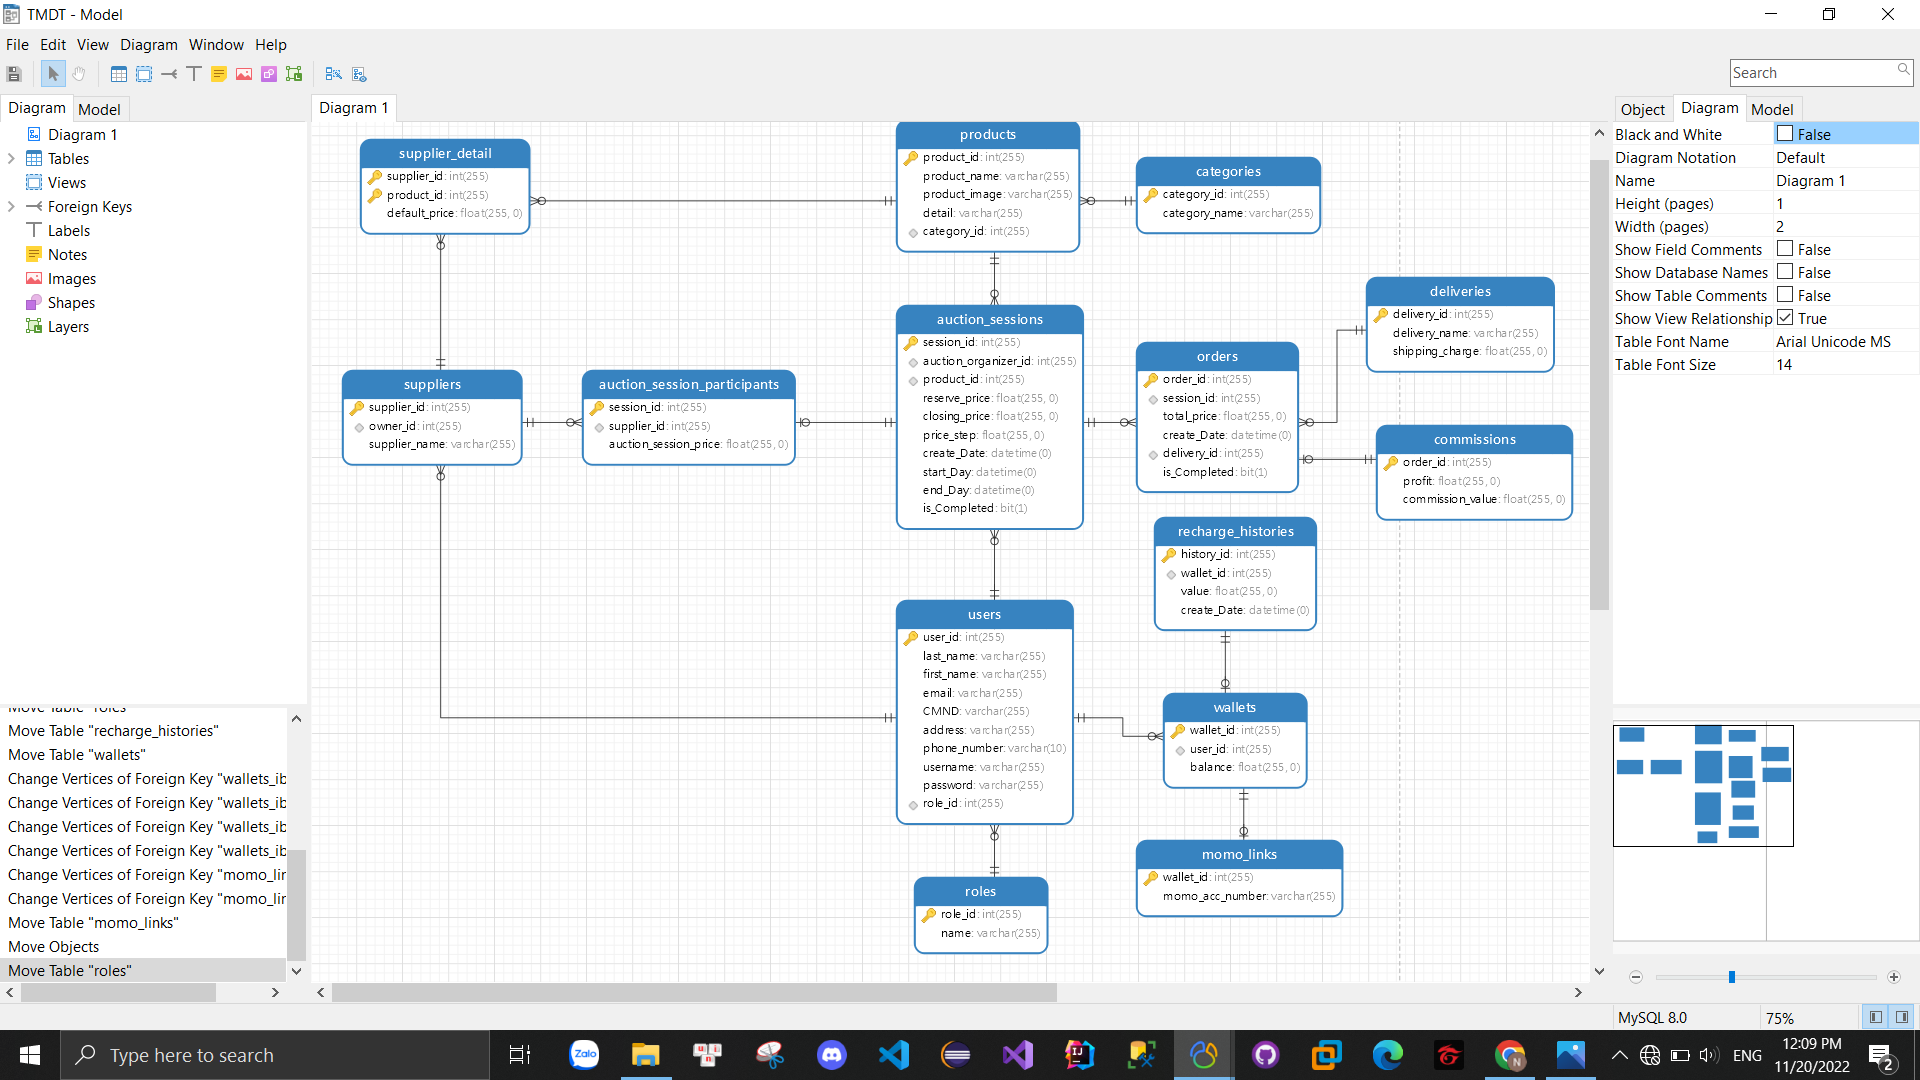 TMDT - Model
File Edit View Diagram Window Help
Search
Diagram Model
Diagram 1
Tables
Views
Foreign Keys
Labels
Notes
Images
Shapes
Layers
Move Table "roles"
Move Table "recharge_histories"
Move Table "wallets"
Change Vertices of Foreign Key "wallets_ib
Change Vertices of Foreign Key "wallets_ib
Change Vertices of Foreign Key "wallets_ib
Change Vertices of Foreign Key "wallets_ib
Change Vertices of Foreign Key "momo_lir
Change Vertices of Foreign Key "momo_lir
Move Table "momo_links"
Move Objects
Move Table "roles"
Diagram 1
supplier_detail
supplier_id: int(255)
product_id: int(255)
default_price: float(255, 0)
products
product_id: int(255)
product_name: varchar(255)
product_image: varchar(255)
detail: varchar(255)
category_id: int(255)
categories
category_id: int(255)
category_name: varchar(255)
suppliers
supplier_id: int(255)
owner_id: int(255)
supplier_name: varchar(255)
auction_session_participants
session_id: int(255)
supplier_id: int(255)
auction_session_price: float(255, 0)
auction_sessions
session_id: int(255)
auction_organizer_id: int(255)
product_id: int(255)
reserve_price: float(255, 0)
closing_price: float(255, 0)
price_step: float(255, 0)
create_Date: datetime(0)
start_Day: datetime(0)
end_Day: datetime(0)
is_Completed: bit(1)
orders
order_id: int(255)
session_id: int(255)
total_price: float(255, 0)
create_Date: datetime(0)
delivery_id: int(255)
is_Completed: bit(1)
deliveries
delivery_id: int(255)
delivery_name: varchar(255)
shipping_charge: float(255, 0)
commissions
order_id: int(255)
profit: float(255, 0)
commission_value: float(255, 0)
recharge_histories
history_id: int(255)
wallet_id: int(255)
value: float(255, 0)
create_Date: datetime(0)
users
user_id: int(255)
last_name: varchar(255)
first_name: varchar(255)
email: varchar(255)
CMND: varchar(255)
address: varchar(255)
phone_number: varchar(10)
username: varchar(255)
password: varchar(255)
role_id: int(255)
wallets
wallet_id: int(255)
user_id: int(255)
balance: float(255, 0)
momo_links
wallet_id: int(255)
momo_acc_number: varchar(255)
roles
role_id: int(255)
name: varchar(255)
Object Diagram Model
Black and White False
Diagram Notation Default
Name Diagram 1
Height (pages) 1
Width (pages) 2
Show Field Comments False
Show Database Names False
Show Table Comments False
Show View Relationship True
Table Font Name Arial Unicode MS
Table Font Size 14
MySQL 8.0 75%
Type here to search
Zalo
IJ
N
ENG
12:09 PM
11/20/2022
2